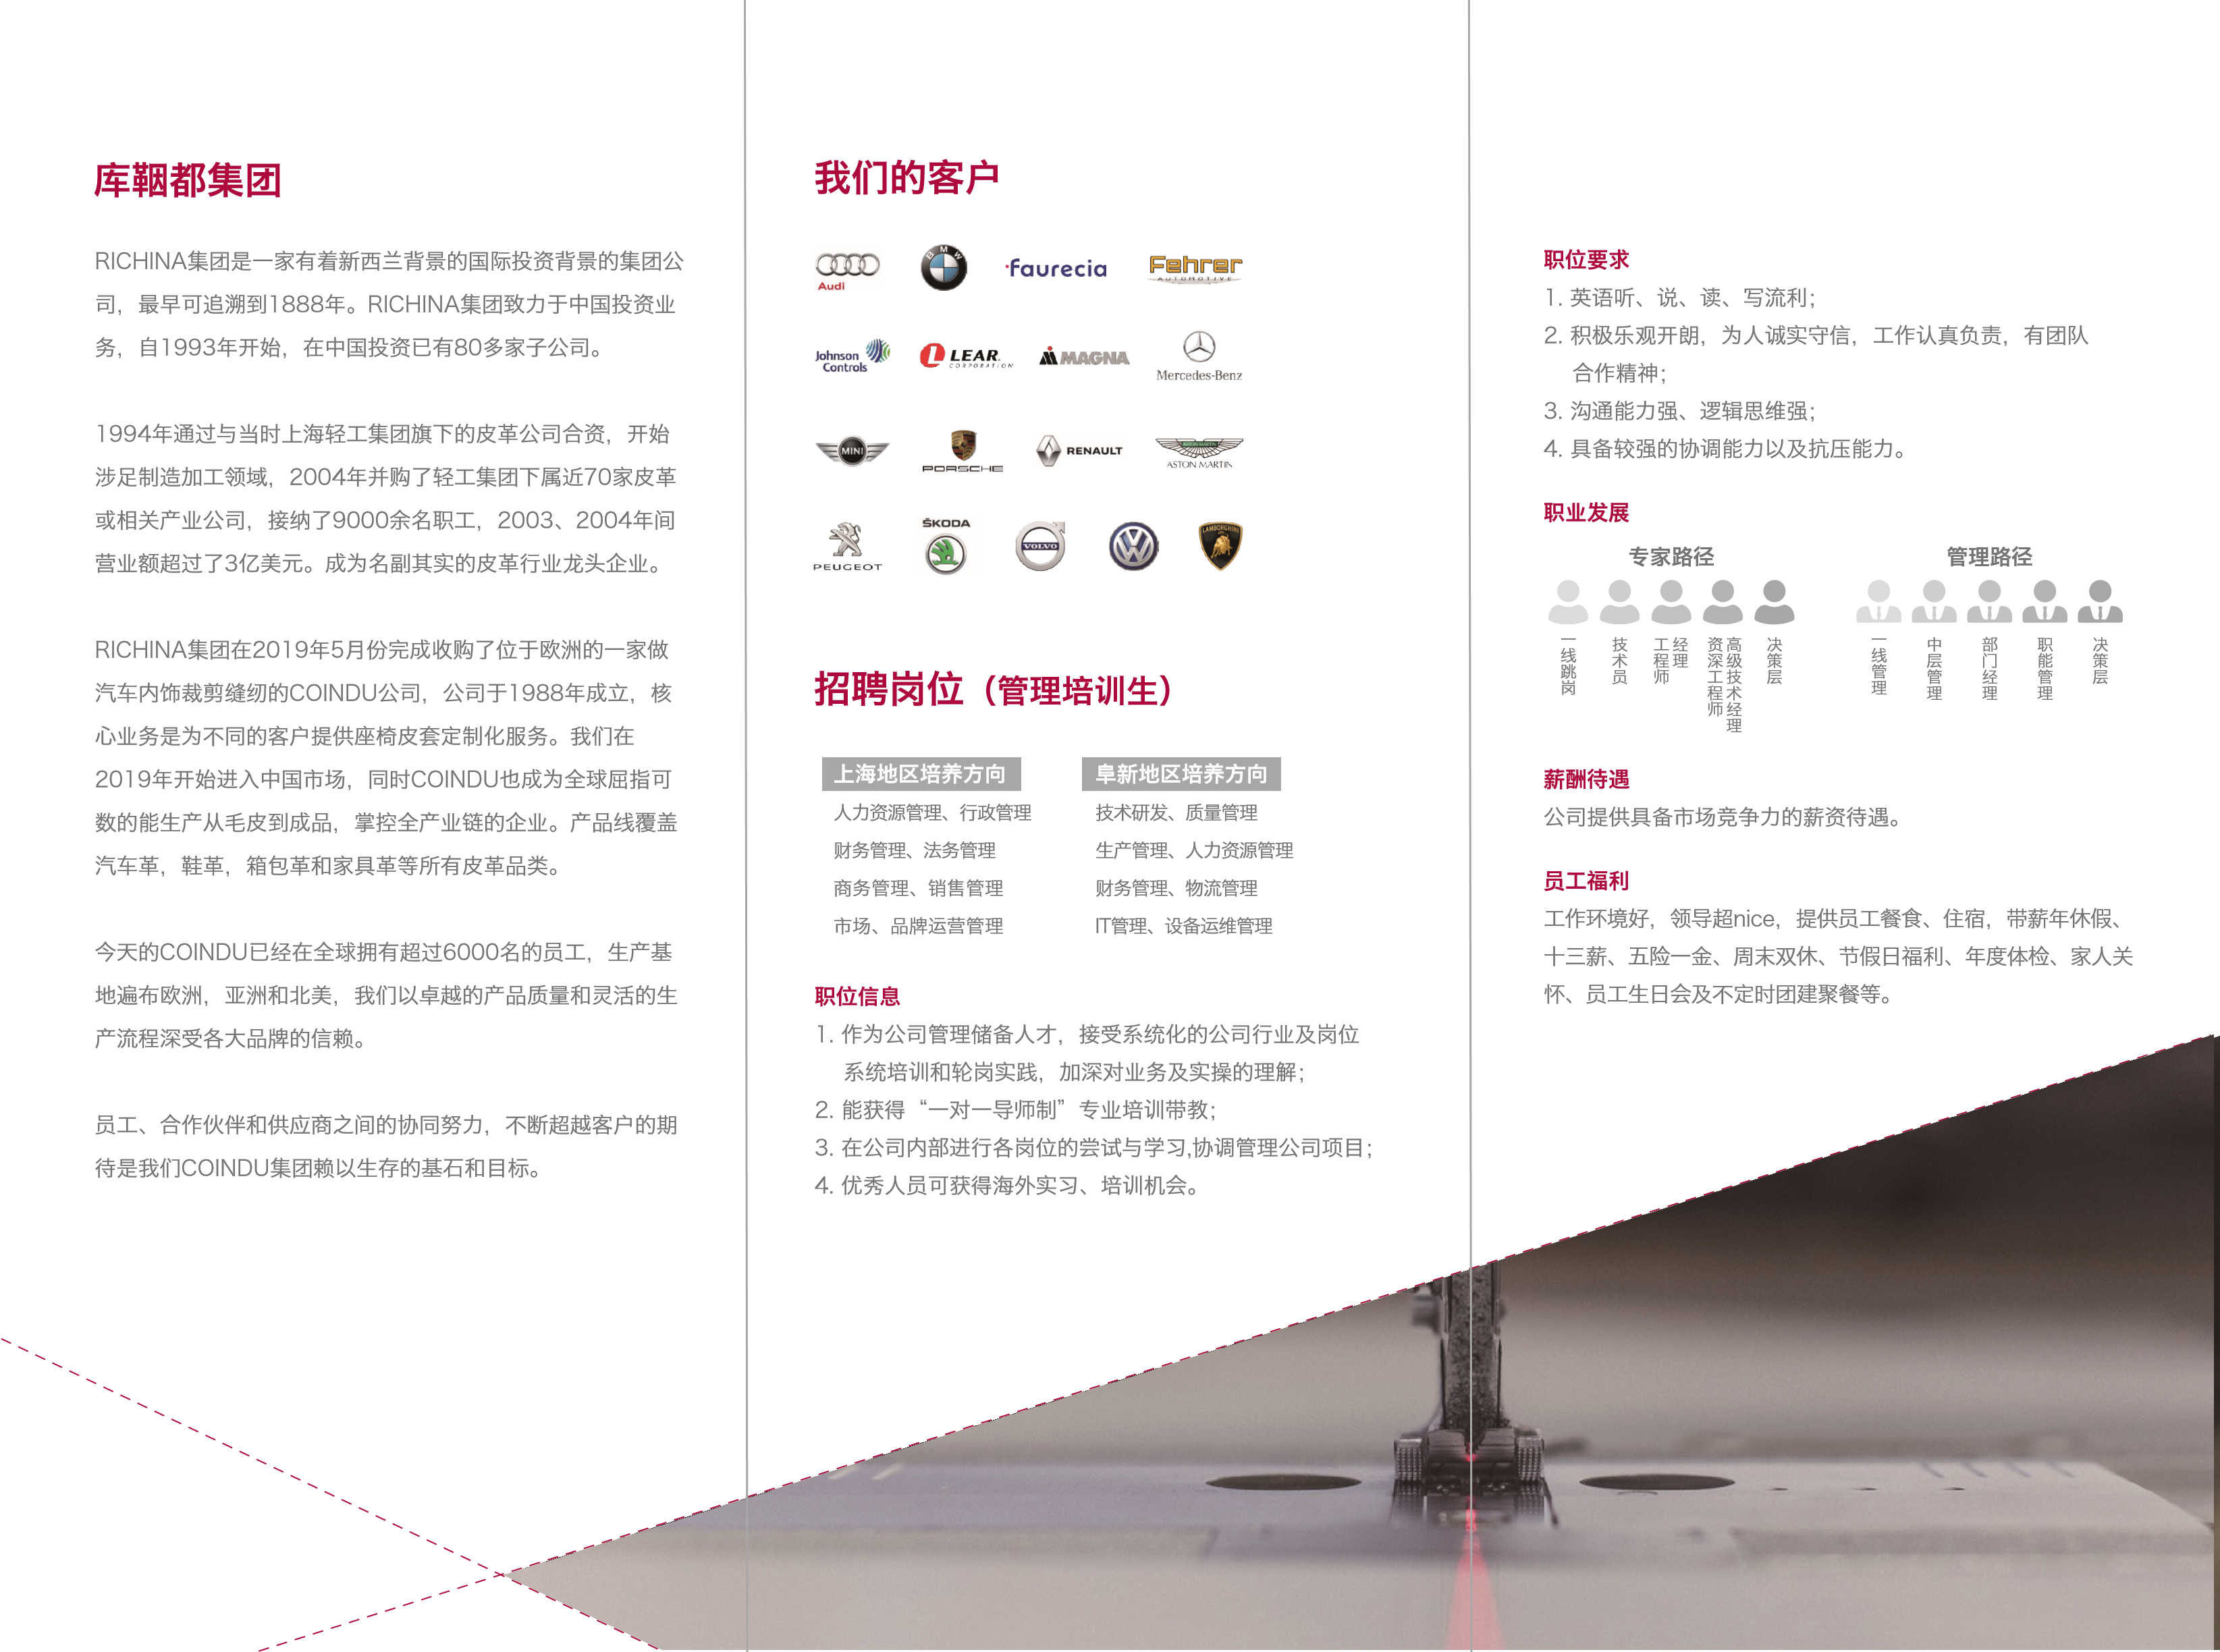 库鞇都集团
RICHINA集团是一家有着新西兰背景的国际投资背景的集团公
司，最早可追溯到1888年。RICHINA集团致力于中国投资业
务，自1993年开始，在中国投资已有80多家子公司。
1994年通过与当时上海轻工集团旗下的皮革公司合资，开始
涉足制造加工领域，2004年并购了轻工集团下属近70家皮革
或相关产业公司，接纳了9000余名职工，2003、2004年间
营业额超过了3亿美元。成为名副其实的皮革行业龙头企业。
RICHINA集团在2019年5月份完成收购了位于欧洲的一家做
汽车内饰裁剪缝纫的COINDU公司，公司于1988年成立，核
心业务是为不同的客户提供座椅皮套定制化服务。我们在
2019年开始进入中国市场，同时COINDU也成为全球屈指可
数的能生产从毛皮到成品，掌控全产业链的企业。产品线覆盖
汽车革，鞋革，箱包革和家具革等所有皮革品类。
今天的COINDU已经在全球拥有超过6000名的员工，生产基
地遍布欧洲，亚洲和北美，我们以卓越的产品质量和灵活的生
产流程深受各大品牌的信赖。
员工、合作伙伴和供应商之间的协同努力，不断超越客户的期
待是我们COINDU集团赖以生存的基石和目标。
我们的客户
Audi
BMW
faurecia
Fehrer
AUTOMOTIVE
Johnson
Controls
LEAR
CORPORATION
MAGNA
Mercedes-Benz
MINI
PORSCHE
RENAULT
ASTON MARTIN
ASTON MARTIN
PEUGEOT
ŠKODA
VOLVO
LAMBORGHINI
招聘岗位（管理培训生）
上海地区培养方向
人力资源管理、行政管理
财务管理、法务管理
商务管理、销售管理
市场、品牌运营管理
阜新地区培养方向
技术研发、质量管理
生产管理、人力资源管理
财务管理、物流管理
IT管理、设备运维管理
职位信息
1. 作为公司管理储备人才，接受系统化的公司行业及岗位
系统培训和轮岗实践，加深对业务及实操的理解；
2. 能获得“一对一导师制”专业培训带教；
3. 在公司内部进行各岗位的尝试与学习,协调管理公司项目；
4. 优秀人员可获得海外实习、培训机会。
职位要求
1. 英语听、说、读、写流利；
2. 积极乐观开朗，为人诚实守信，工作认真负责，有团队
合作精神；
3. 沟通能力强、逻辑思维强；
4. 具备较强的协调能力以及抗压能力。
职业发展
专家路径
一线跳岗
技术员
经理
工程师
高级技术经理
资深工程师
决策层
管理路径
一线管理
中层管理
部门经理
职能管理
决策层
薪酬待遇
公司提供具备市场竞争力的薪资待遇。
员工福利
工作环境好，领导超nice，提供员工餐食、住宿，带薪年休假、
十三薪、五险一金、周末双休、节假日福利、年度体检、家人关
怀、员工生日会及不定时团建聚餐等。